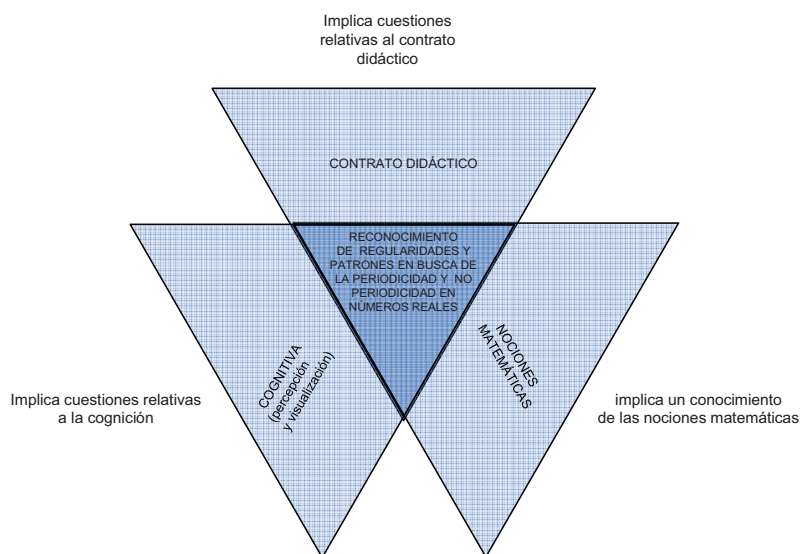 Implica cuestiones
relativas al contrato
didáctico
CONTRATO DIDÁCTICO
RECONOCIMIENTO
DE REGULARIDADES Y
PATRONES EN BUSCA DE
LA PERIODICIDAD Y NO
PERIODICIDAD EN
NÚMEROS REALES
COGNITIVA
(percepción
y visualización)
NOCIONES
MATEMÁTICAS
Implica cuestiones relativas
a la cognición
implica un conocimiento
de las nociones matemáticas